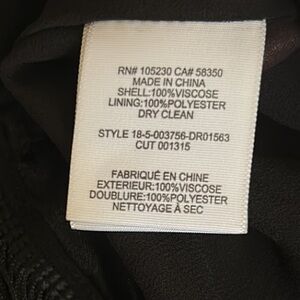 RN# 105230 CA# 58350
MADE IN CHINA
SHELL:100%VISCOSE
LINING:100%POLYESTER
DRY CLEAN
STYLE 18-5-003756-DR01563
CUT 001315
FABRIQUÉ EN CHINE
EXTERIEUR:100%VISCOSE
DOUBLURE:100%POLYESTER
NETTOYAGE À SEC